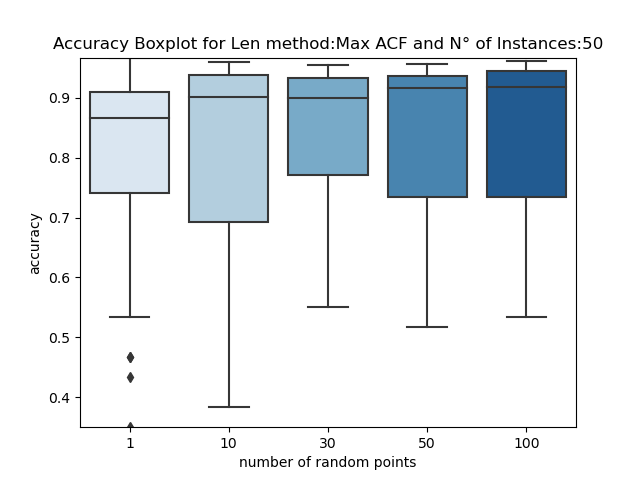 Accuracy Boxplot for Len method:Max ACF and N° of Instances:50
0.9
0.8
0.7
0.6
0.5
0.4
accuracy
1 10 30 50 100
number of random points